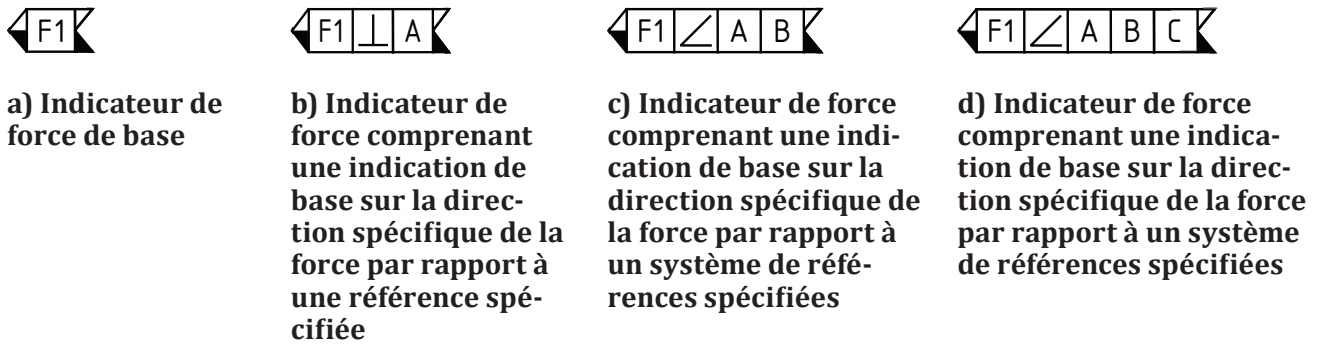 F1
F1 ⊥ A
F1 ∠ A B
F1 ∠ A B C
a) Indicateur de
force de base
b) Indicateur de
force comprenant
une indication de
base sur la direc-
tion spécifique de la
force par rapport à
une référence spé-
cifiée
c) Indicateur de force
comprenant une indi-
cation de base sur la
direction spécifique de
la force par rapport à
un système de réfé-
rences spécifiées
d) Indicateur de force
comprenant une indica-
tion de base sur la direc-
tion spécifique de la force
par rapport à un système
de références spécifiées